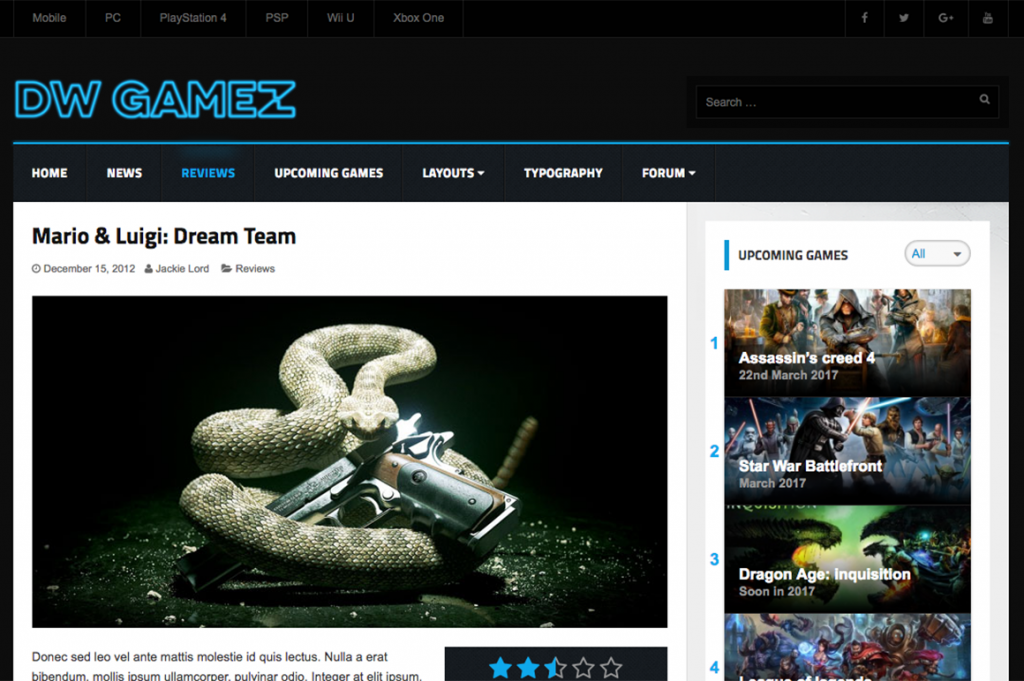 Mobile PC PlayStation 4 PSP Wii U Xbox One
DW GAMEZ
Search ...
HOME NEWS REVIEWS UPCOMING GAMES LAYOUTS TYPOGRAPHY FORUM
Mario & Luigi: Dream Team
December 15, 2012 Jackie Lord Reviews
UPCOMING GAMES All
1
Assassin's creed 4
22nd March 2017
2
Star War Battlefront
March 2017
INQUISITION
3
Dragon Age: inquisition
Soon in 2017
4
League of legends
Donec sed leo vel ante mattis molestie id quis lectus. Nulla a erat
bibendum, mollis ipsum ullamcorper, pulvinar odio. Integer at elit ipsum.